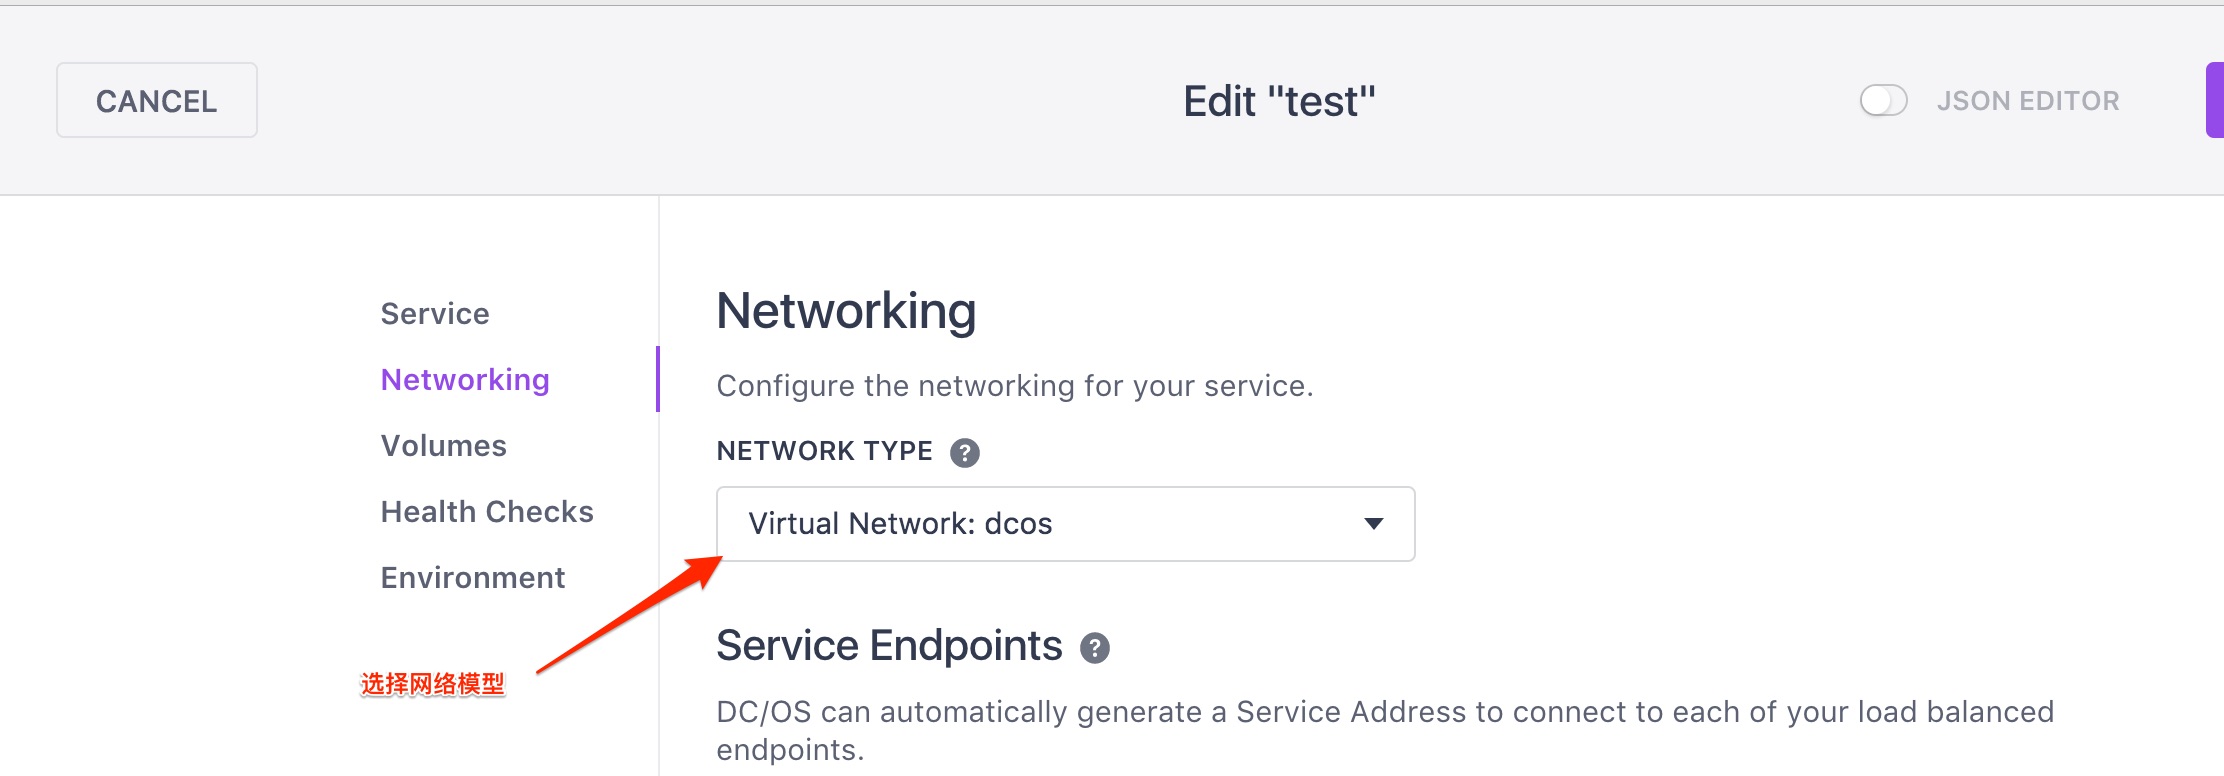 CANCEL
Edit "test"
JSON EDITOR
Service
Networking
Volumes
Health Checks
Environment
选择网络模型
Networking
Configure the networking for your service.
NETWORK TYPE ?
Virtual Network: dcos
Service Endpoints ?
DC/OS can automatically generate a Service Address to connect to each of your load balanced
endpoints.